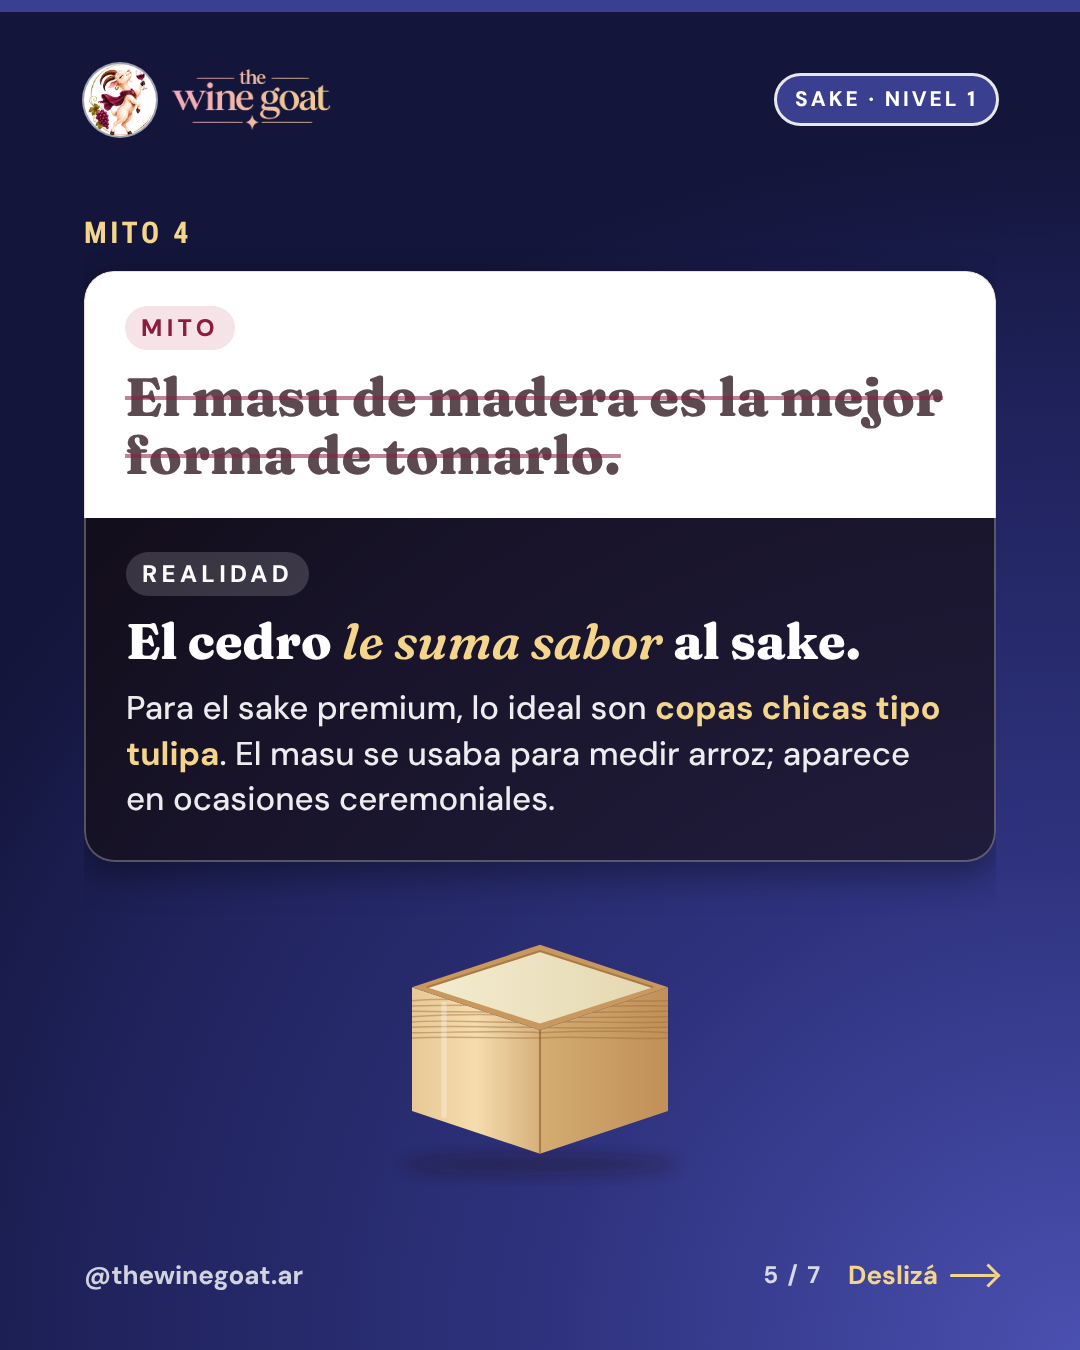 the
wine goat
SAKE · NIVEL 1
MITO 4
MITO
El masu de madera es la mejor
forma de tomarlo.
REALIDAD
El cedro le suma sabor al sake.
Para el sake premium, lo ideal son copas chicas tipo
tulipa. El masu se usaba para medir arroz; aparece
en ocasiones ceremoniales.
@thewinegoat.ar
5 / 7 Deslizá